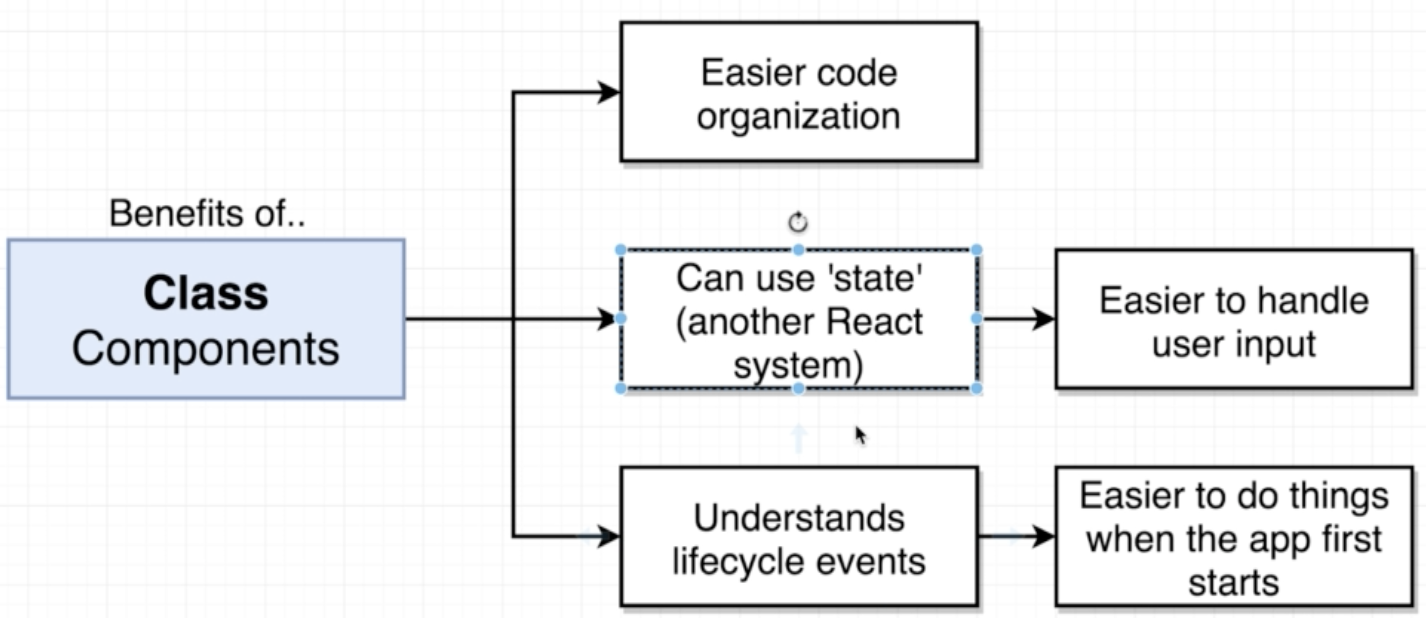 Easier code
organization
Benefits of..
Class
Components
Can use 'state'
(another React
system)
Easier to handle
user input
Understands
lifecycle events
Easier to do things
when the app first
starts